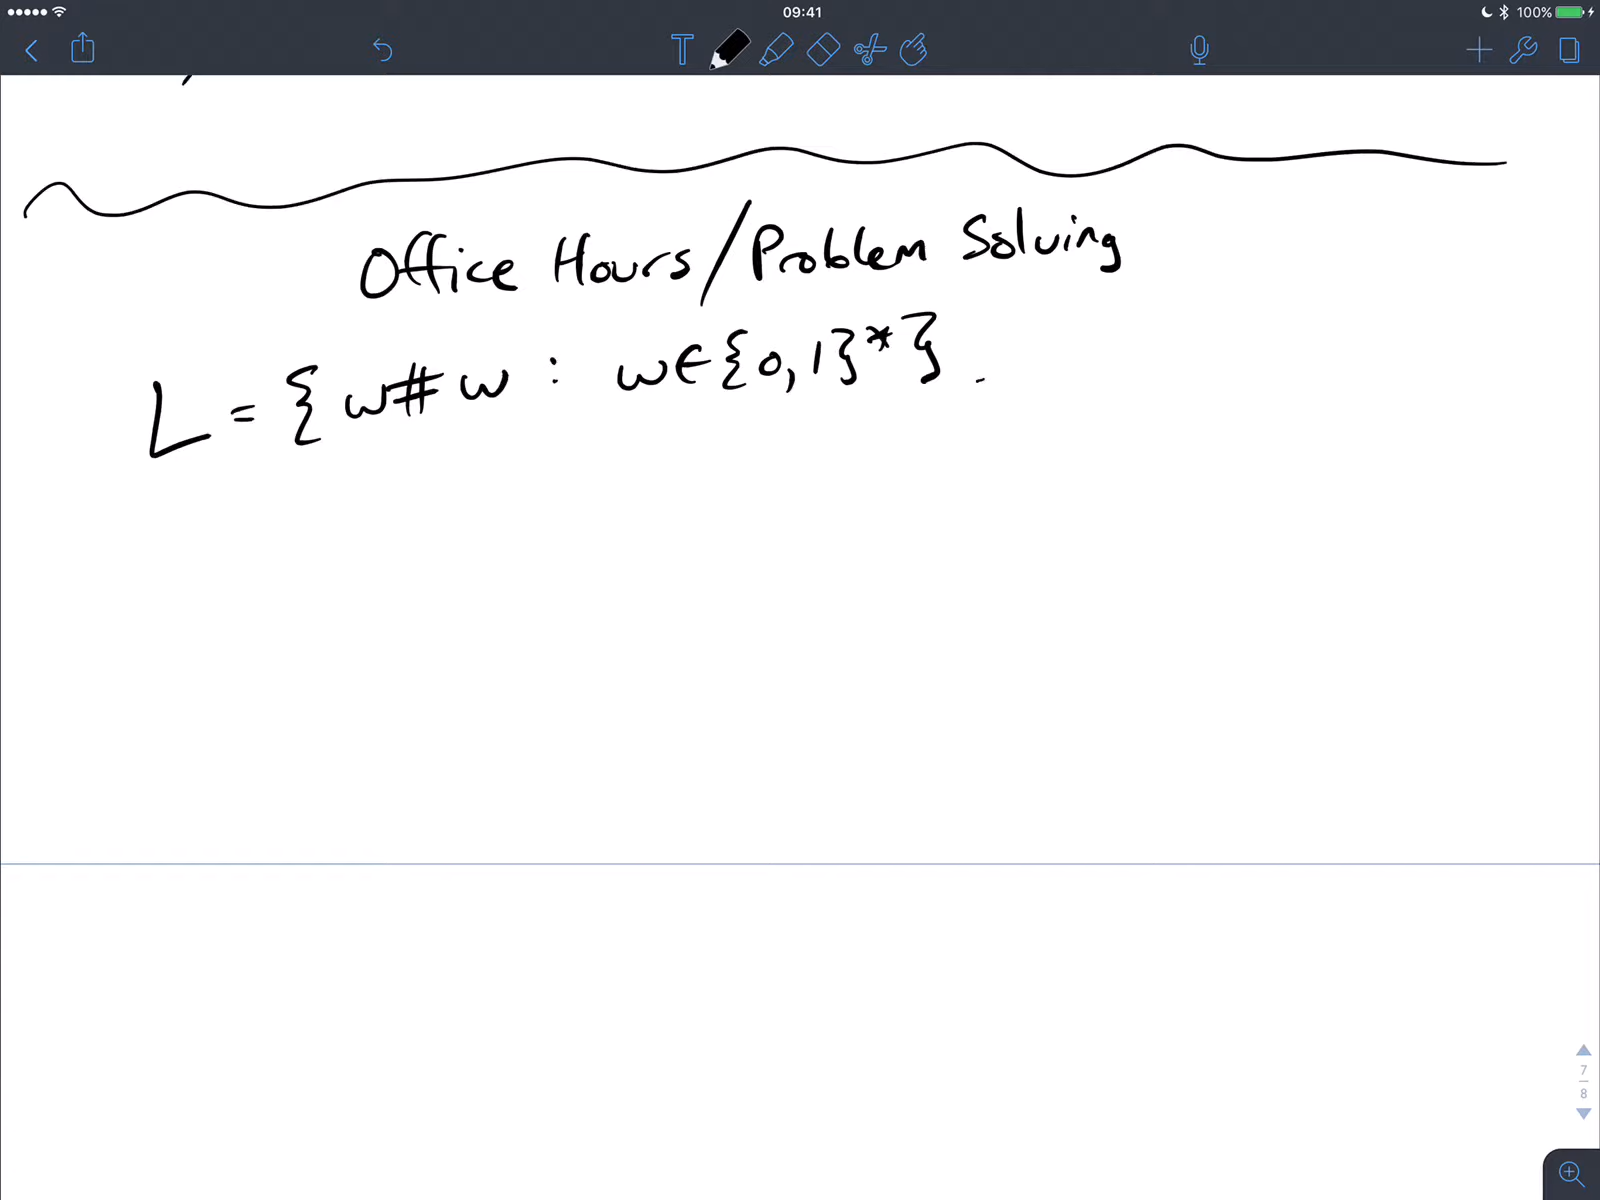 09:41
100%
T
Office Hours/Problem Solving
L = { w#w : w∈{0,1}*} .
7
8